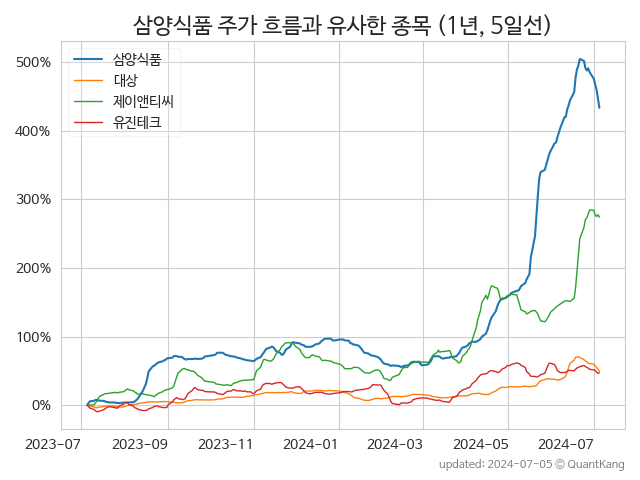 삼양식품 주가 흐름과 유사한 종목 (1년, 5일선)
삼양식품
대상
제이앤티씨
유진테크
500%
400%
300%
200%
100%
0%
2023-07 2023-09 2023-11 2024-01 2024-03 2024-05 2024-07
updated: 2024-07-05 © QuantKang